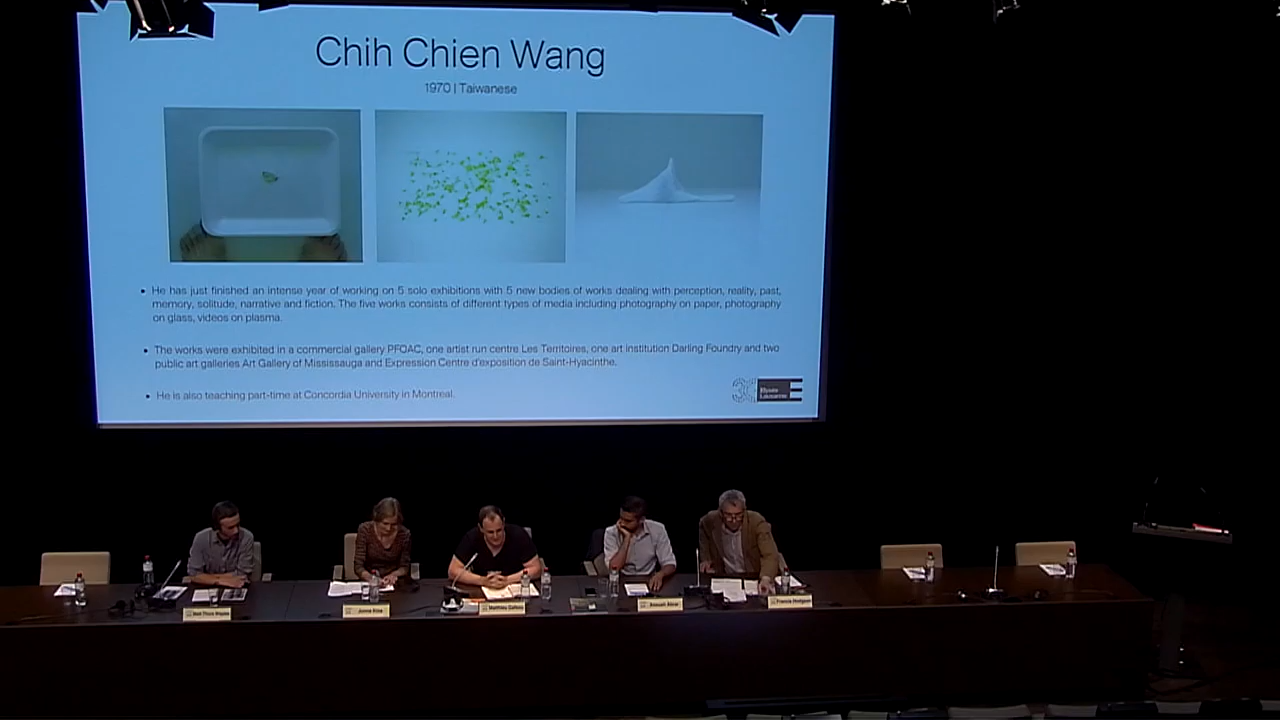 Chih Chien Wang
1970 | Taiwanese
• He has just finished an intense year of working on 5 solo exhibitions with 5 new bodies of works dealing with perception, reality, past,
memory, solitude, narrative and fiction. The five works consists of different types of media including photography on paper, photography
on glass, videos on plasma.
• The works were exhibited in a commercial gallery PFOAC, one artist run centre Les Territoires, one art institution Darling Foundry and two
public art galleries Art Gallery of Mississauga and Expression Centre d'exposition de Saint-Hyacinthe.
• He is also teaching part-time at Concordia University in Montreal.
Elysée
Lausanne
Matthieu
Francis Hodgson